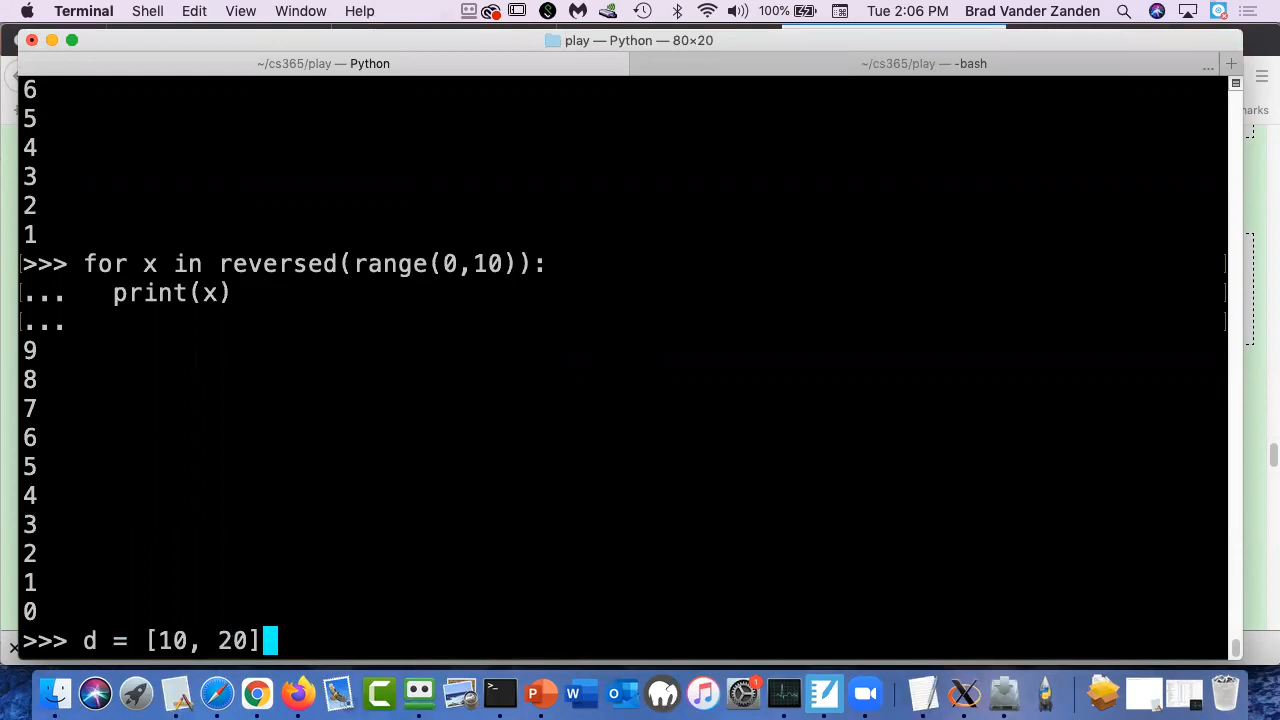 Terminal Shell Edit View Window Help 100% Tue 2:06 PM Brad Vander Zanden
play — Python — 80×20
~/cs365/play — Python ~/cs365/play — -bash ...
marks
6
5
4
3
2
1
>>> for x in reversed(range(0,10)):
...   print(x)
...
9
8
7
6
5
4
3
2
1
0
>>> d = [10, 20]